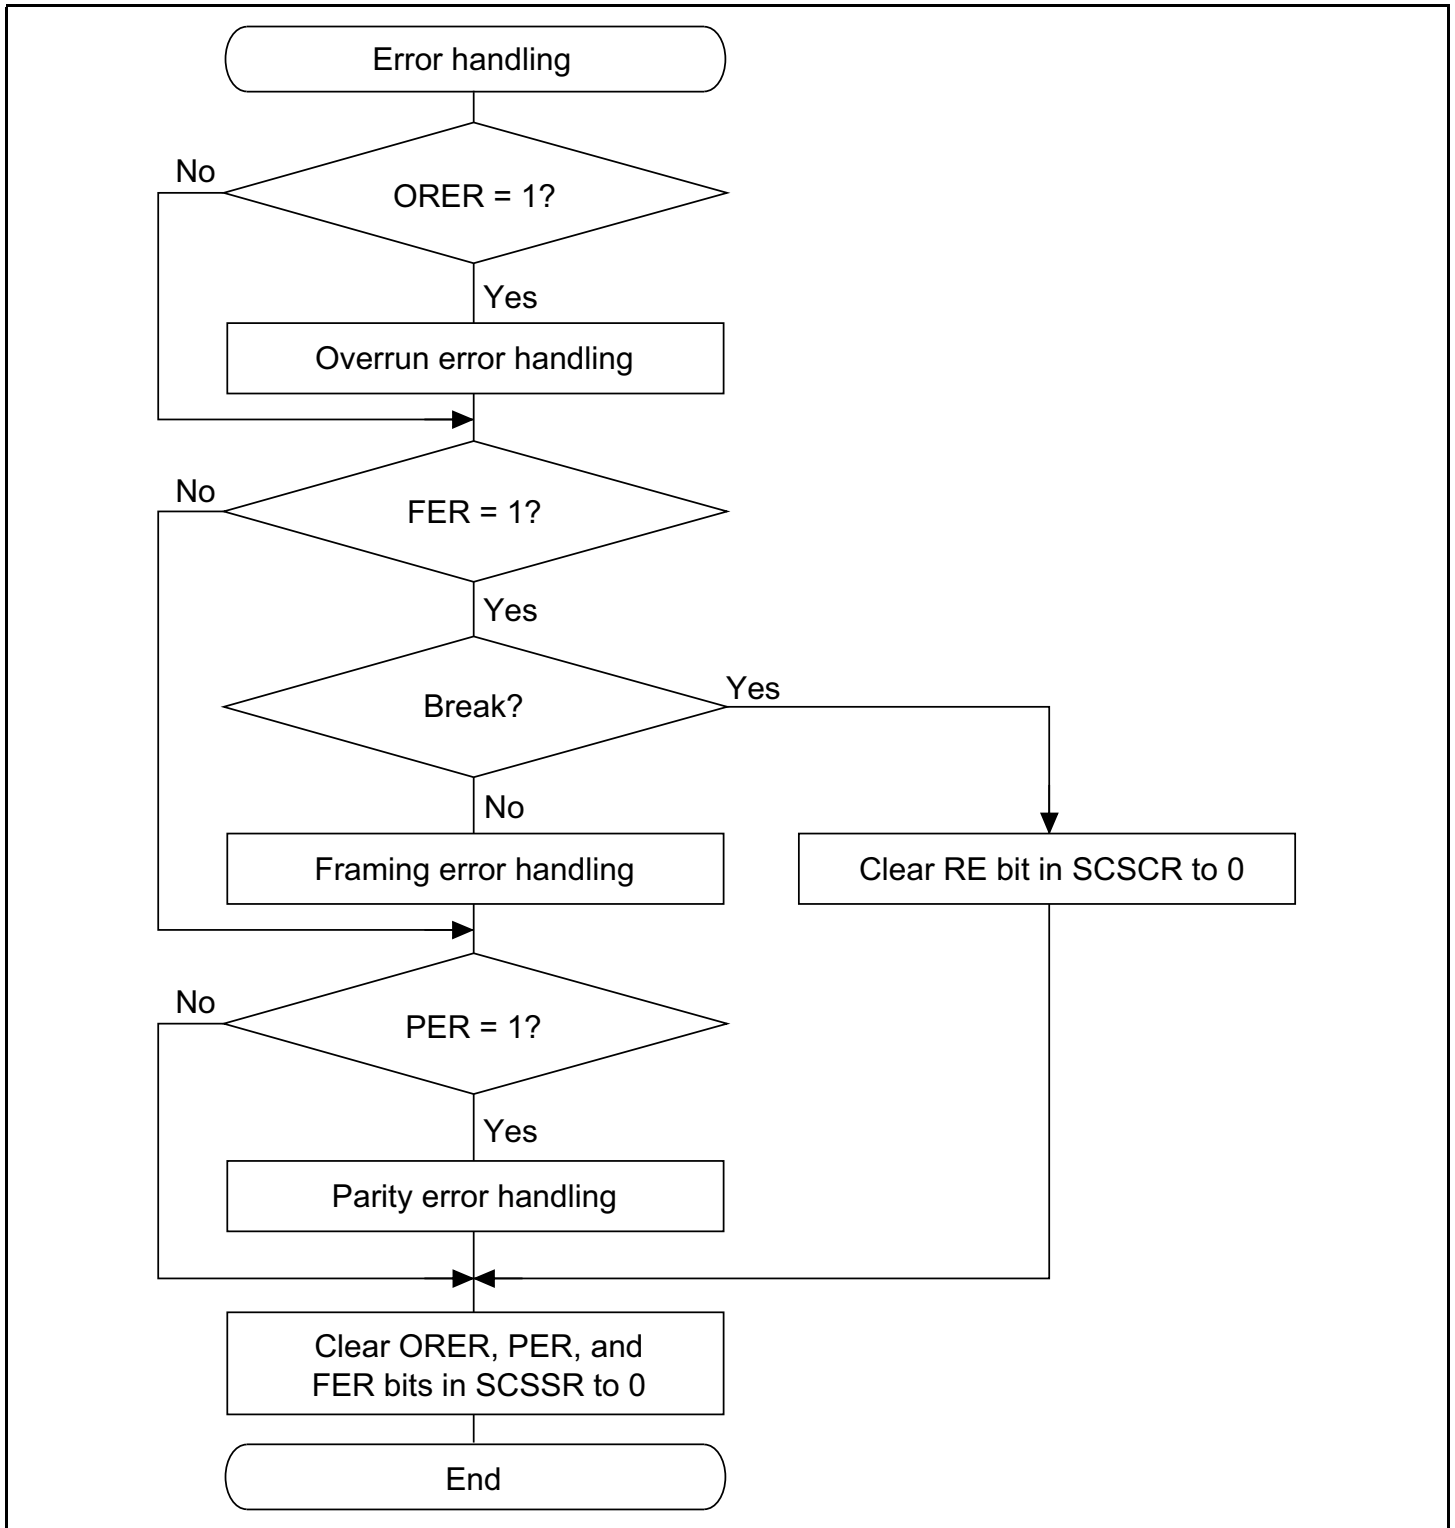 Error handling
No
ORER = 1?
Yes
Overrun error handling
No
FER = 1?
Yes
Break?
Yes
No
Framing error handling
Clear RE bit in SCSCR to 0
No
PER = 1?
Yes
Parity error handling
Clear ORER, PER, and
FER bits in SCSSR to 0
End